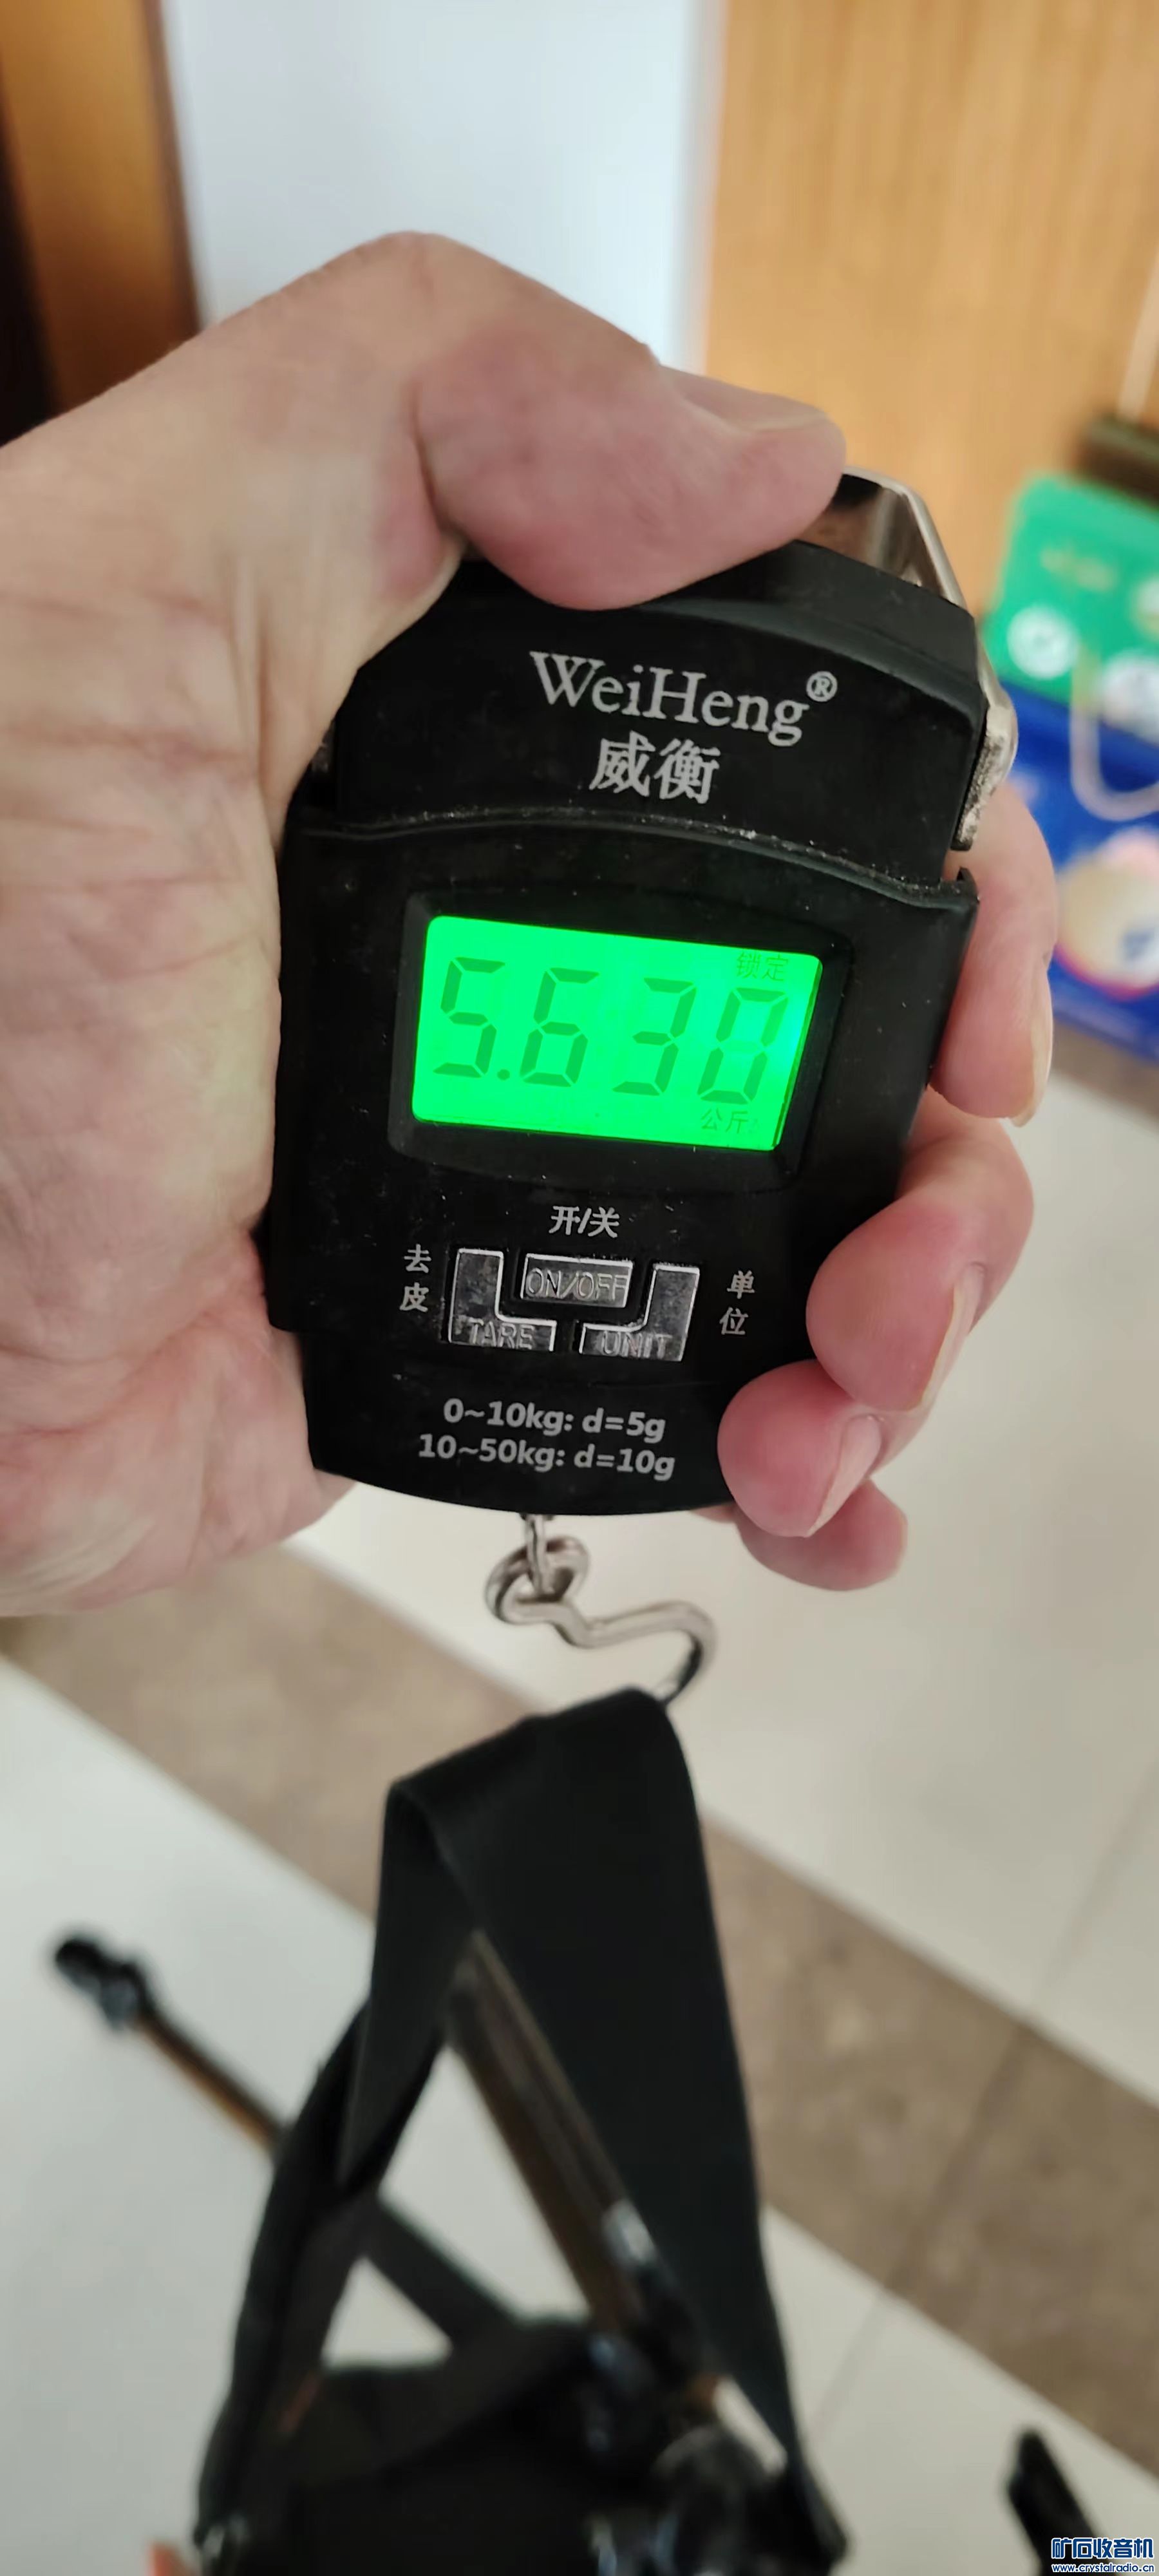 WeiHeng®
威衡
锁定
5.630
公斤
开/关
去皮
ON/OFF
单位
TARE
UNIT
0~10kg: d=5g
10~50kg: d=10g
矿石收音机
www.crystalradio.cn